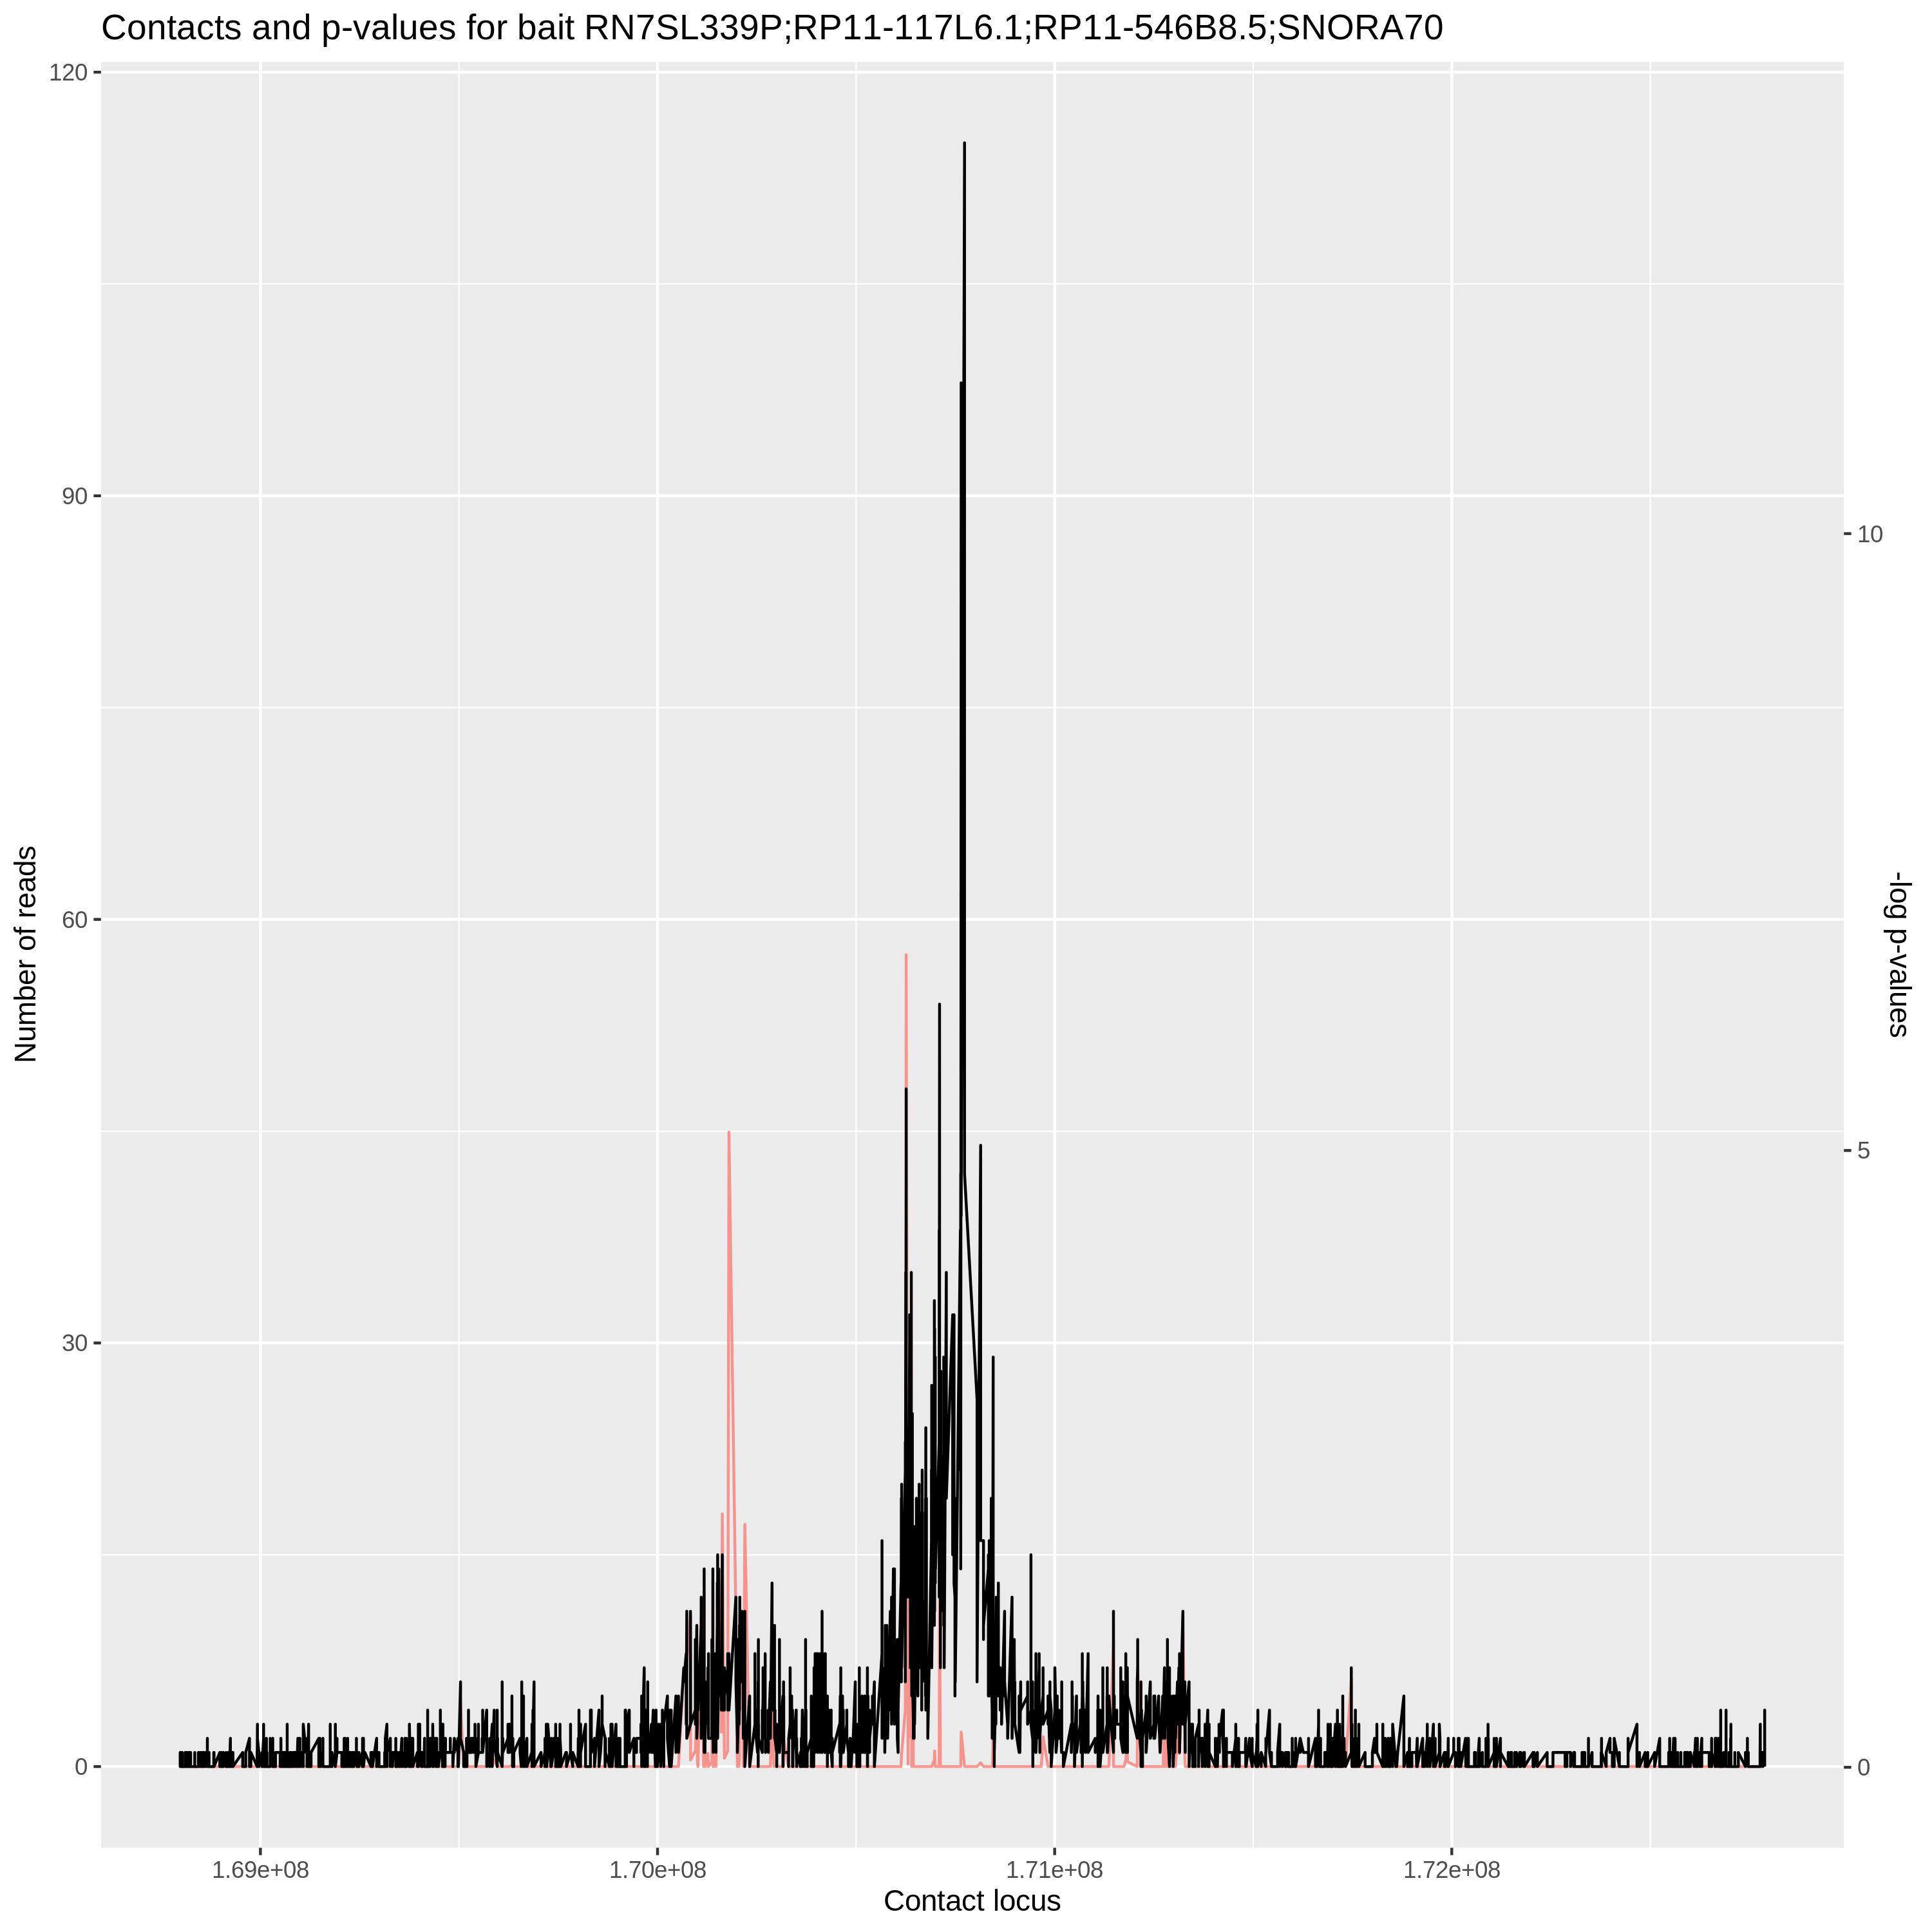 Contacts and p-values for bait RN7SL339P;RP11-117L6.1;RP11-546B8.5;SNORA70
120
90
60
30
0
Number of reads
10
5
0
-log p-values
1.69e+08
1.70e+08
1.71e+08
1.72e+08
Contact locus